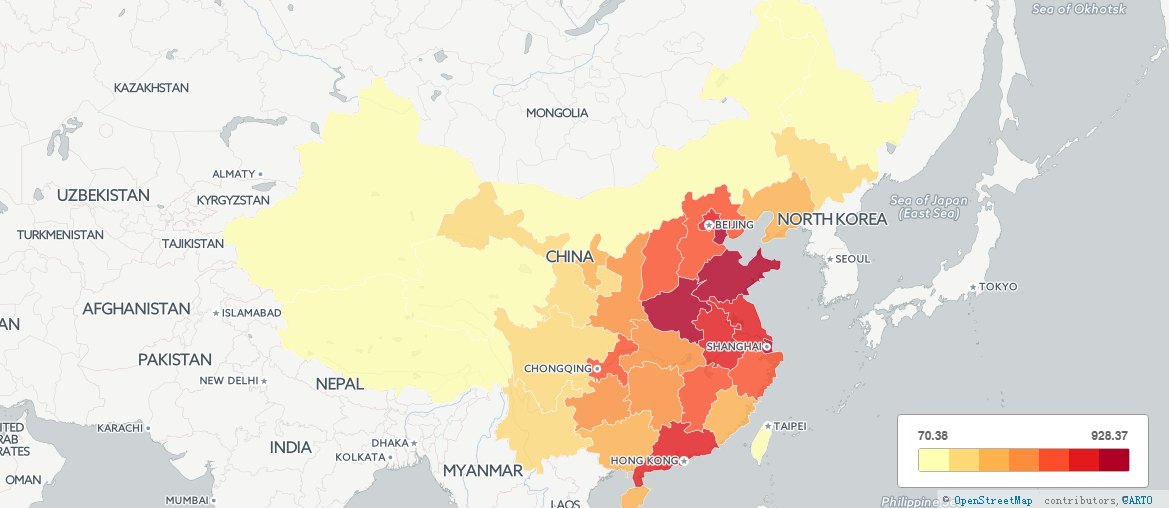 Sea of Okhotsk
KAZAKHSTAN
MONGOLIA
ALMATY
UZBEKISTAN
KYRGYZSTAN
Sea of Japan
(East Sea)
NORTH KOREA
BEIJING
TURKMENISTAN
TAJIKISTAN
CHINA
SEOUL
TOKYO
AFGHANISTAN
ISLAMABAD
AN
SHANGHAI
PAKISTAN
CHONGQING
NEW DELHI
NEPAL
ITED
RAB
RATES
KARACHI
TAIPEI
DHAKA
INDIA
KOLKATA
HONG KONG
MYANMAR
OMAN
MUMBAI
LAOS
70.38
928.37
Philippine Se
© OpenStreetMap contributors, © CARTO